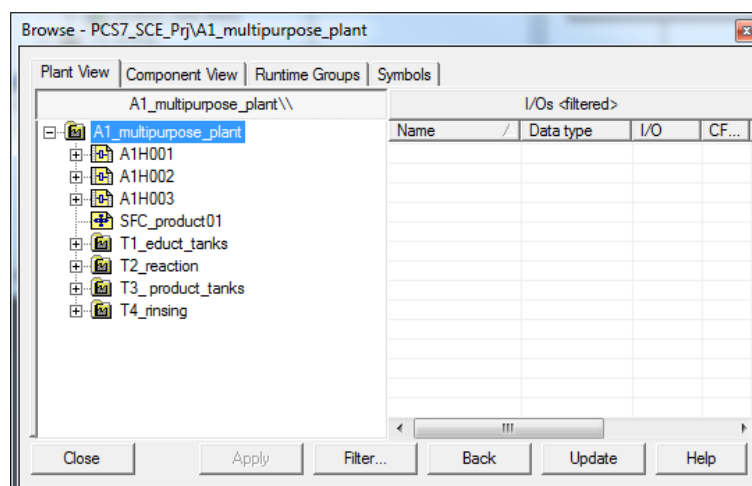 Browse - PCS7_SCE_Prj\A1_multipurpose_plant
Plant View Component View Runtime Groups Symbols
A1_multipurpose_plant\\ I/Os <filtered>
Name / Data type I/O CF...
A1_multipurpose_plant
A1H001
A1H002
A1H003
SFC_product01
T1_educt_tanks
T2_reaction
T3_ product_tanks
T4_rinsing
Close Apply Filter... Back Update Help